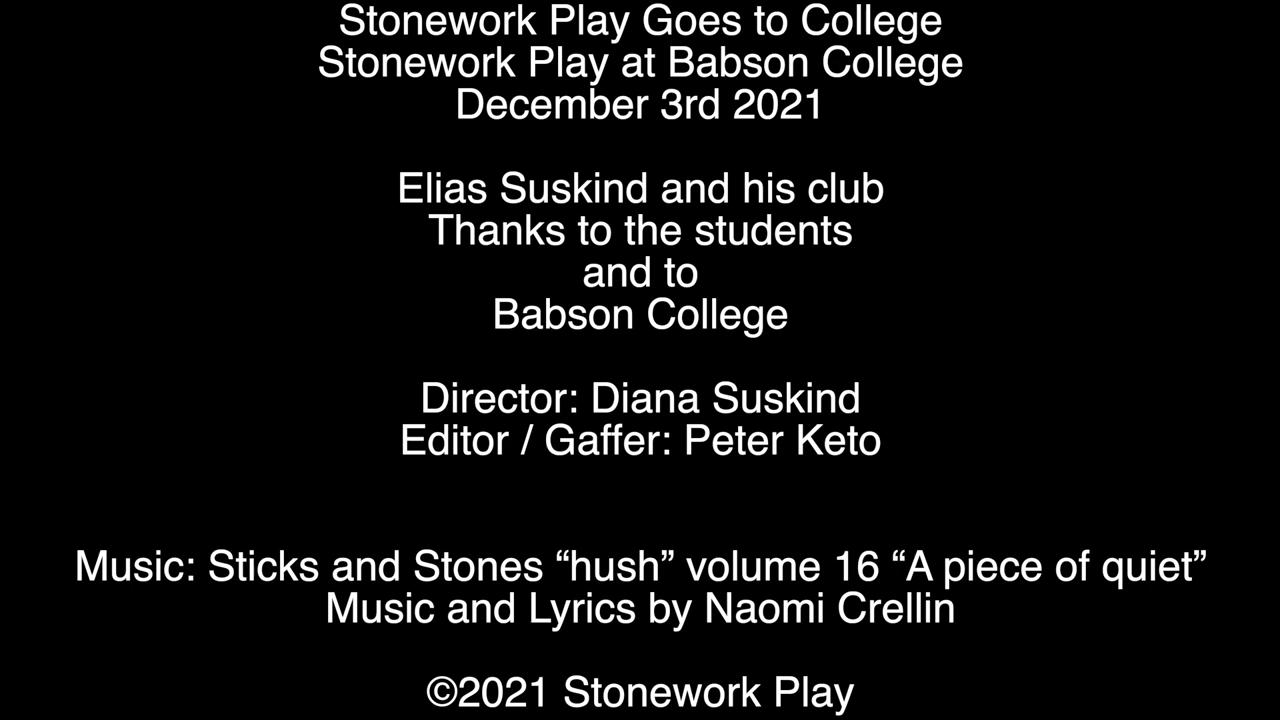 Stonework Play Goes to College
Stonework Play at Babson College
December 3rd 2021
Elias Suskind and his club
Thanks to the students
and to
Babson College
Director: Diana Suskind
Editor / Gaffer: Peter Keto
Music: Sticks and Stones “hush” volume 16 “A piece of quiet”
Music and Lyrics by Naomi Crellin
©2021 Stonework Play